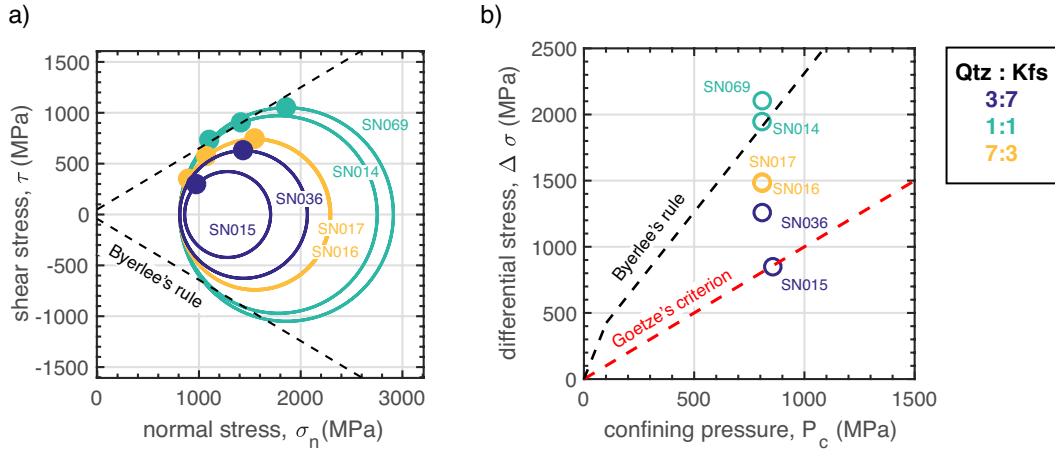 a)
1500
1000
500
0
-500
-1000
-1500
0
1000
2000
3000
shear stress, τ (MPa)
normal stress, σn(MPa)
SN069
SN014
SN036
SN015
SN017
SN016
Byerlee's rule
b)
2500
2000
1500
1000
500
0
0
500
1000
1500
differential stress, Δ σ (MPa)
confining pressure, P_c (MPa)
SN069
SN014
SN017
SN016
SN036
SN015
Byerlee's rule
Goetze's criterion
Qtz : Kfs
3:7
1:1
7:3